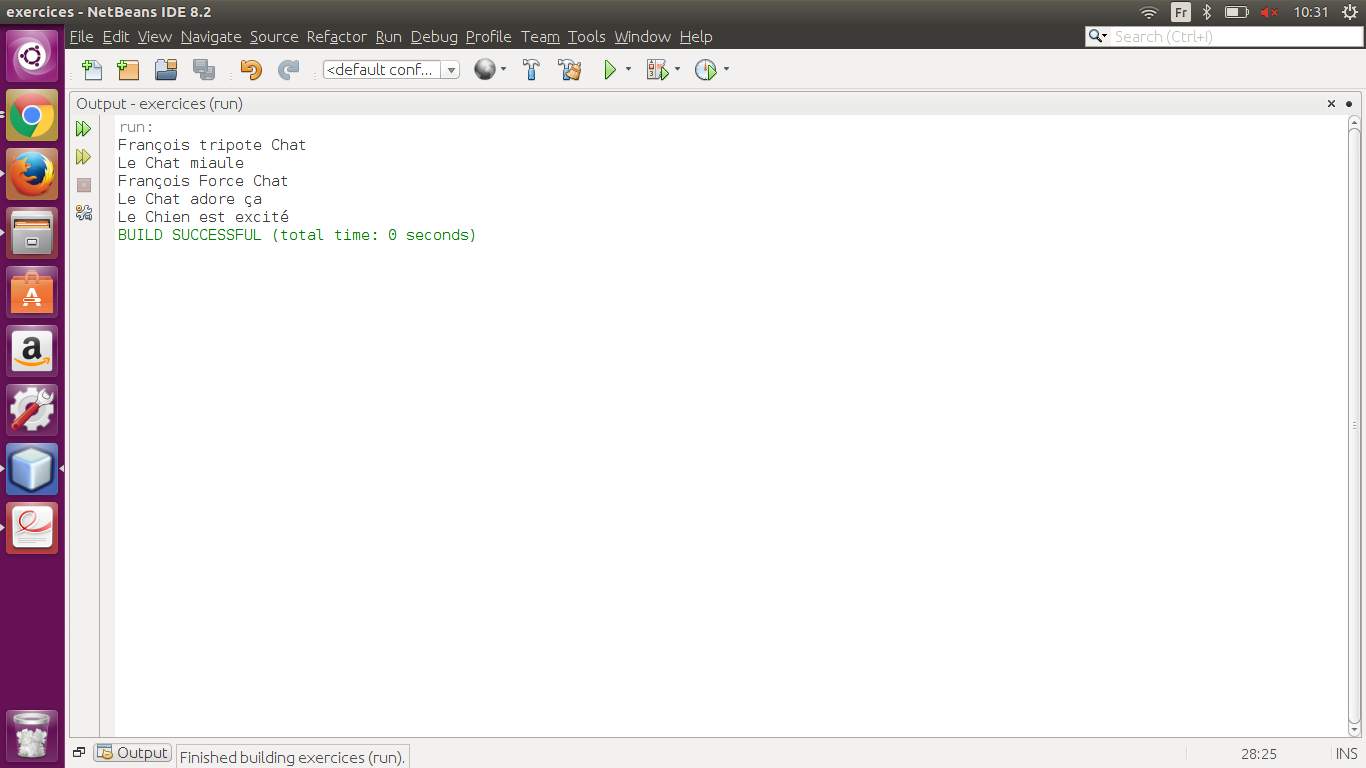 exercices - NetBeans IDE 8.2
Fr
10:31
File Edit View Navigate Source Refactor Run Debug Profile Team Tools Window Help
Search (Ctrl+I)
<default conf...
Output - exercices (run)
run:
François tripote Chat
Le Chat miaule
François Force Chat
Le Chat adore ça
Le Chien est excité
BUILD SUCCESSFUL (total time: 0 seconds)
Output
Finished building exercices (run).
28:25
INS